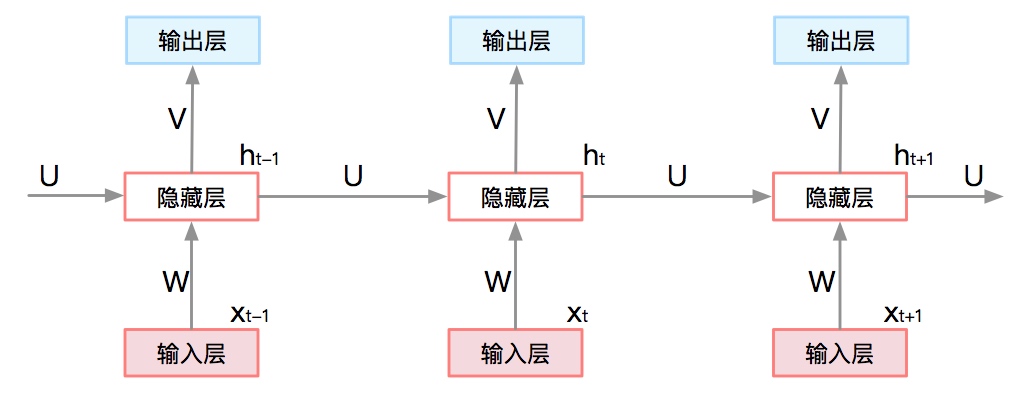 输出层 输出层 输出层
V V V
h_{t-1} h_t h_{t+1}
U U U U
隐藏层 隐藏层 隐藏层
W W W
x_{t-1} x_t x_{t+1}
输入层 输入层 输入层